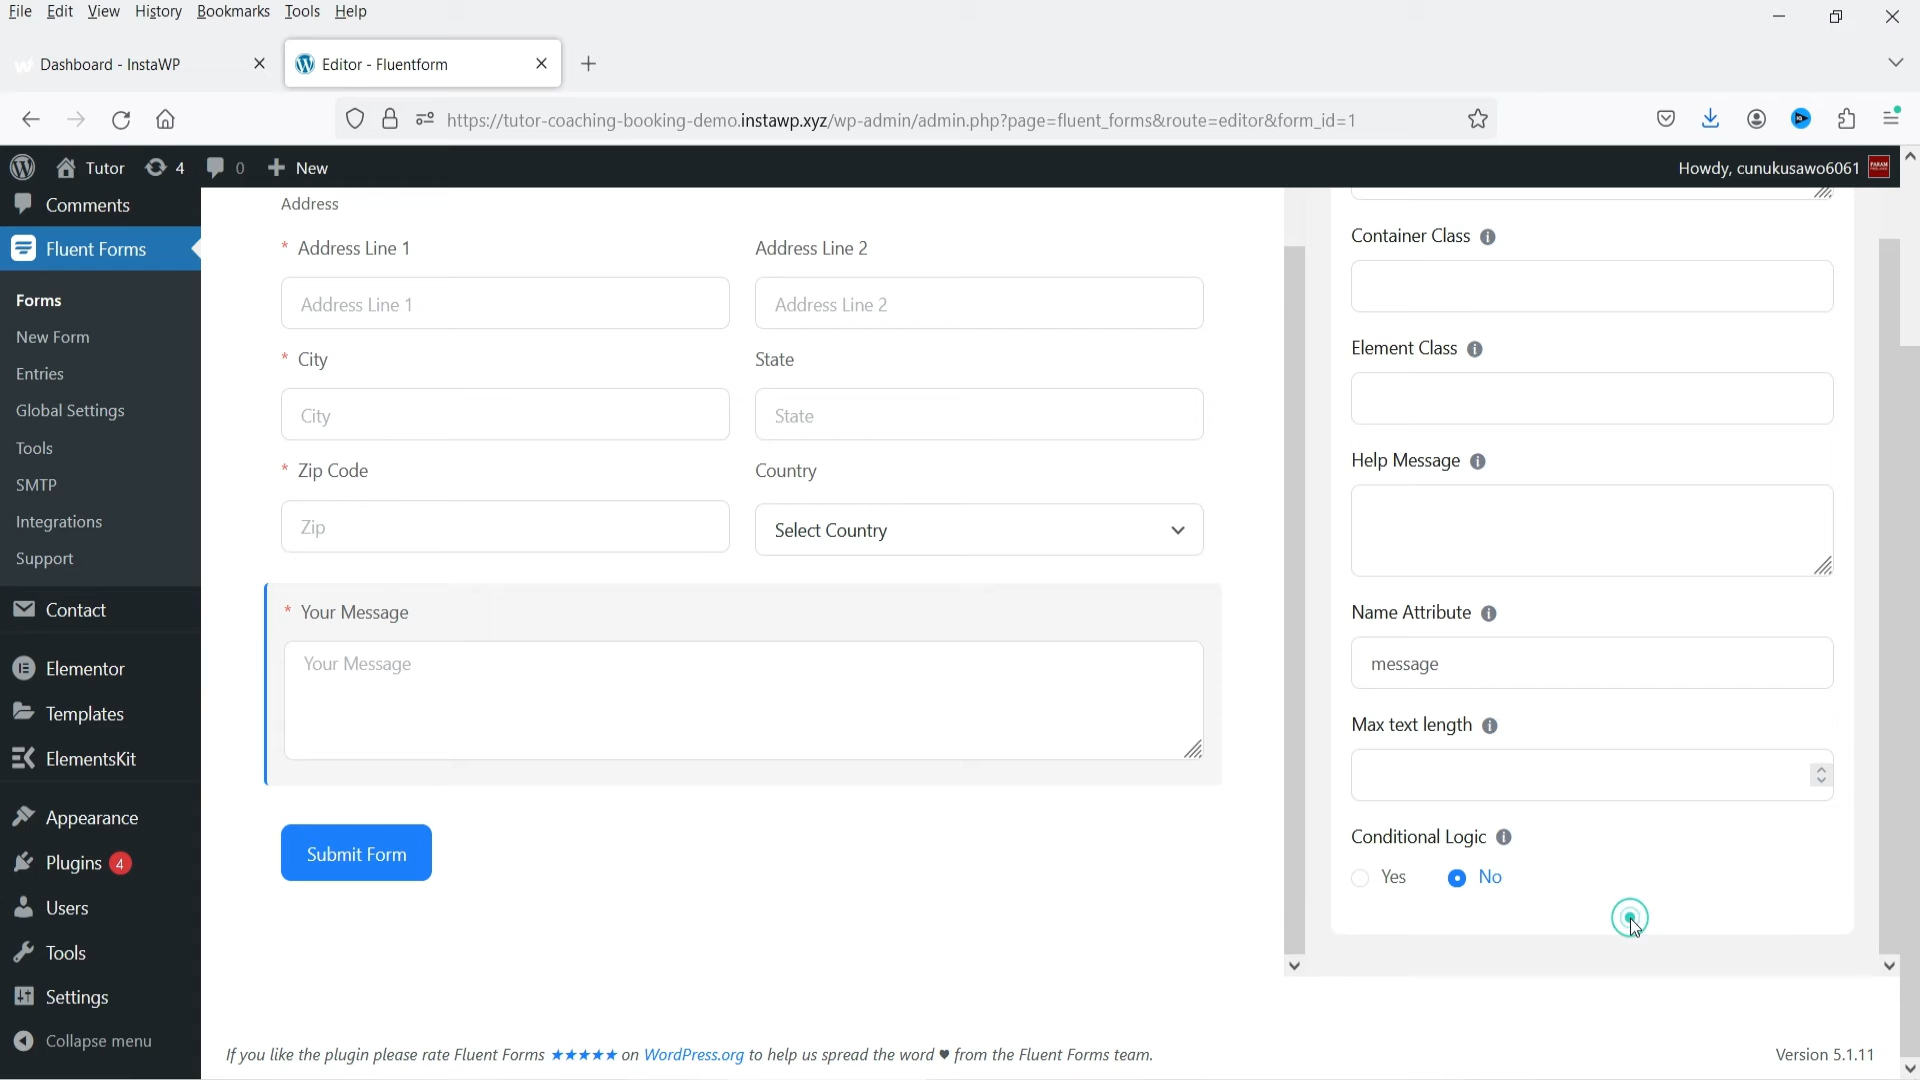 File Edit View History Bookmarks Tools Help
Dashboard - InstaWP
Editor - Fluentform
https://tutor-coaching-booking-demo.instawp.xyz/wp-admin/admin.php?page=fluent_forms&route=editor&form_id=1
Tutor 4 0 New
Howdy, cunukusawo6061
Comments
Fluent Forms
Forms
New Form
Entries
Global Settings
Tools
SMTP
Integrations
Support
Contact
Elementor
Templates
ElementsKit
Appearance
Plugins 4
Users
Tools
Settings
Collapse menu
Address
* Address Line 1
Address Line 2
Address Line 1
Address Line 2
* City
State
City
State
* Zip Code
Country
Zip
Select Country
* Your Message
Your Message
Submit Form
Container Class
Element Class
Help Message
Name Attribute
message
Max text length
Conditional Logic
Yes No
If you like the plugin please rate Fluent Forms ★★★★★ on WordPress.org to help us spread the word ♥ from the Fluent Forms team.
Version 5.1.11